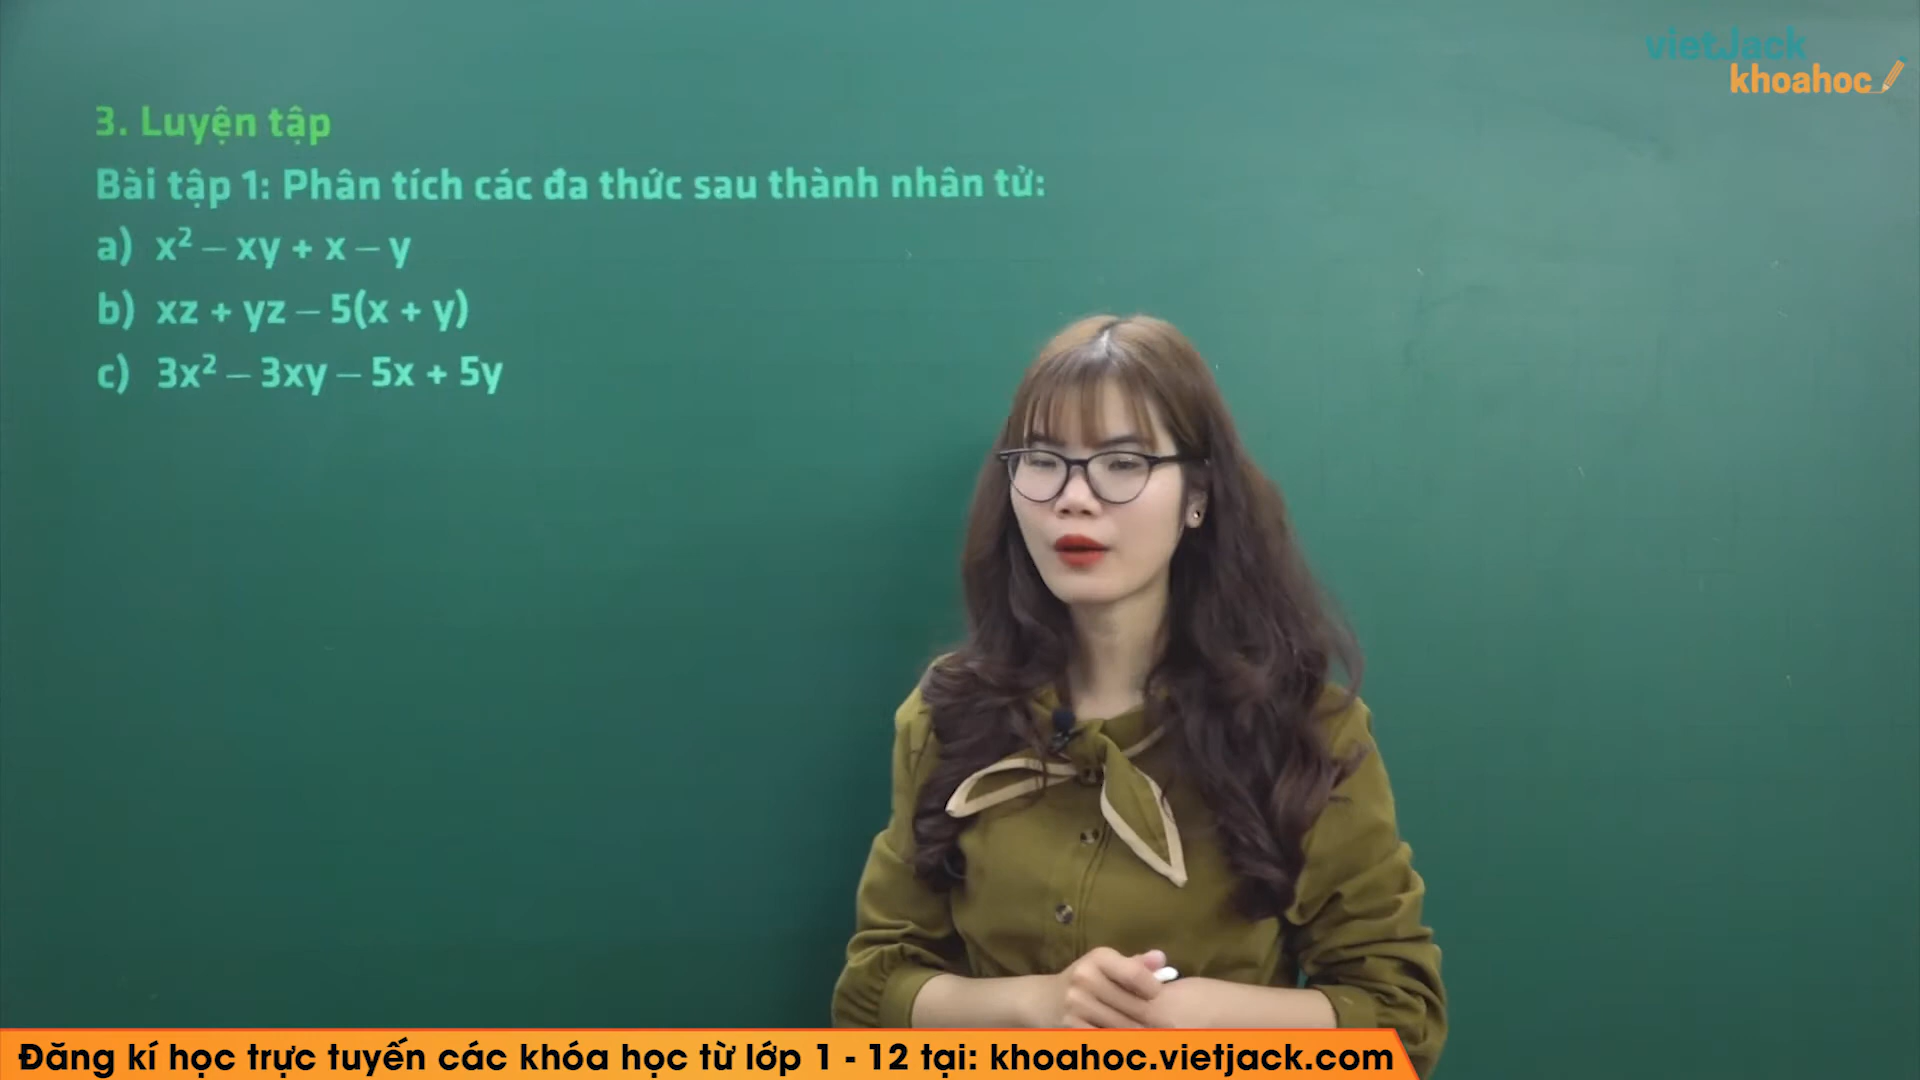 vietJack
khoahoc
3. Luyện tập
Bài tập 1: Phân tích các đa thức sau thành nhân tử:
a) x² – xy + x – y
b) xz + yz – 5(x + y)
c) 3x² – 3xy – 5x + 5y
Đăng kí học trực tuyến các khóa học từ lớp 1 - 12 tại: khoahoc.vietjack.com